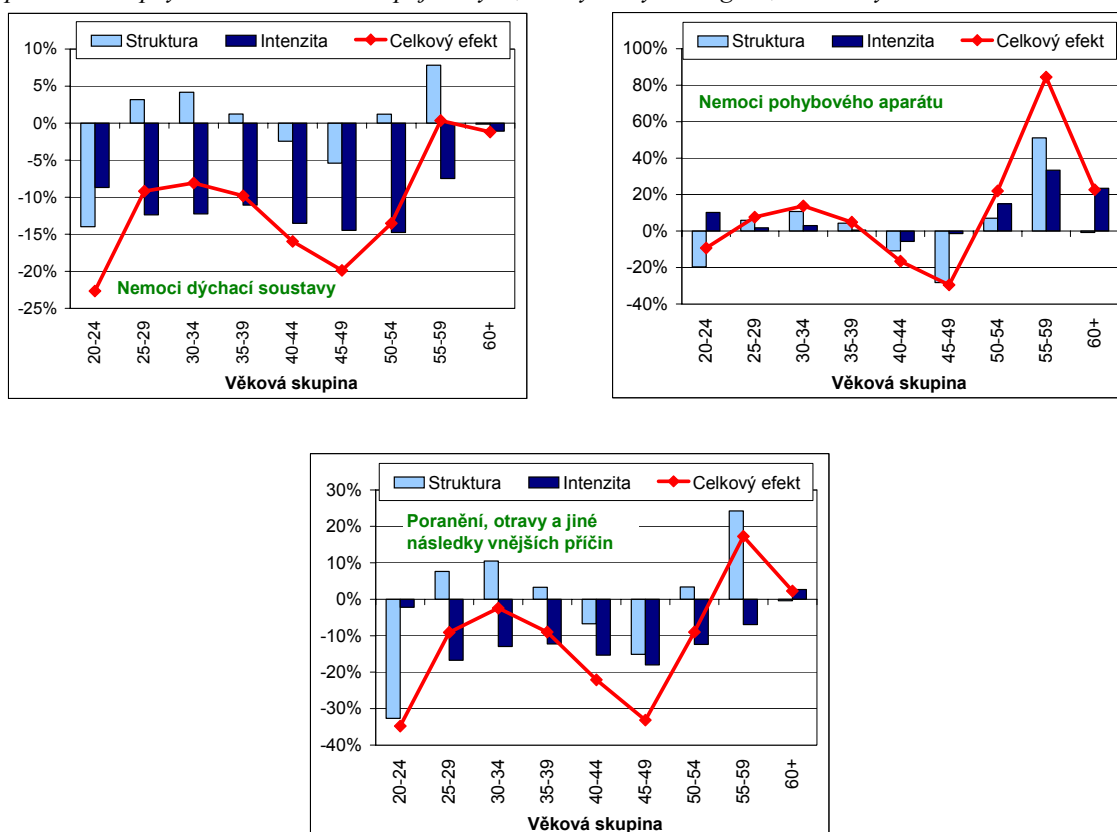 10%
5%
0%
-5%
-10%
-15%
-20%
-25%
Struktura Intenzita Celkový efekt
Nemoci dýchací soustavy
20-24 25-29 30-34 35-39 40-44 45-49 50-54 55-59 60+
Věková skupina
100%
80%
60%
40%
20%
0%
-20%
-40%
Struktura Intenzita Celkový efekt
Nemoci pohybového aparátu
20-24 25-29 30-34 35-39 40-44 45-49 50-54 55-59 60+
Věková skupina
30%
20%
10%
0%
-10%
-20%
-30%
-40%
Struktura Intenzita Celkový efekt
Poranění, otravy a jiné
následky vnějších příčin
20-24 25-29 30-34 35-39 40-44 45-49 50-54 55-59 60+
Věková skupina